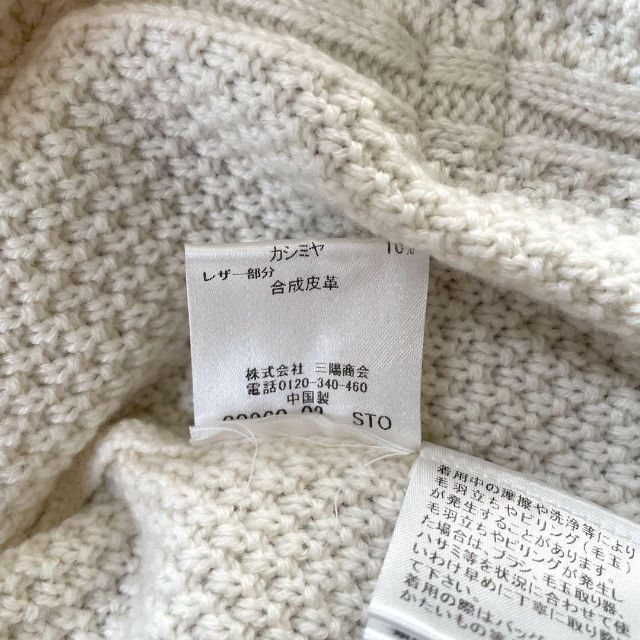 カシミヤ 10%
レザー部分
合成皮革
株式会社 三陽商会
電話0120-340-460
中国製
STO
着用中の摩擦や洗浄等により
毛羽立ちやピリング(毛玉)
が発生することがあります。
毛羽立ちやピリングが発生し
た場合は、ブラシ、毛玉取り器、
ハサミ等を状況に合わせて使
いわけ早めに丁寧に取り除い
て下さい。
着用の際はバッグ
かたいもの